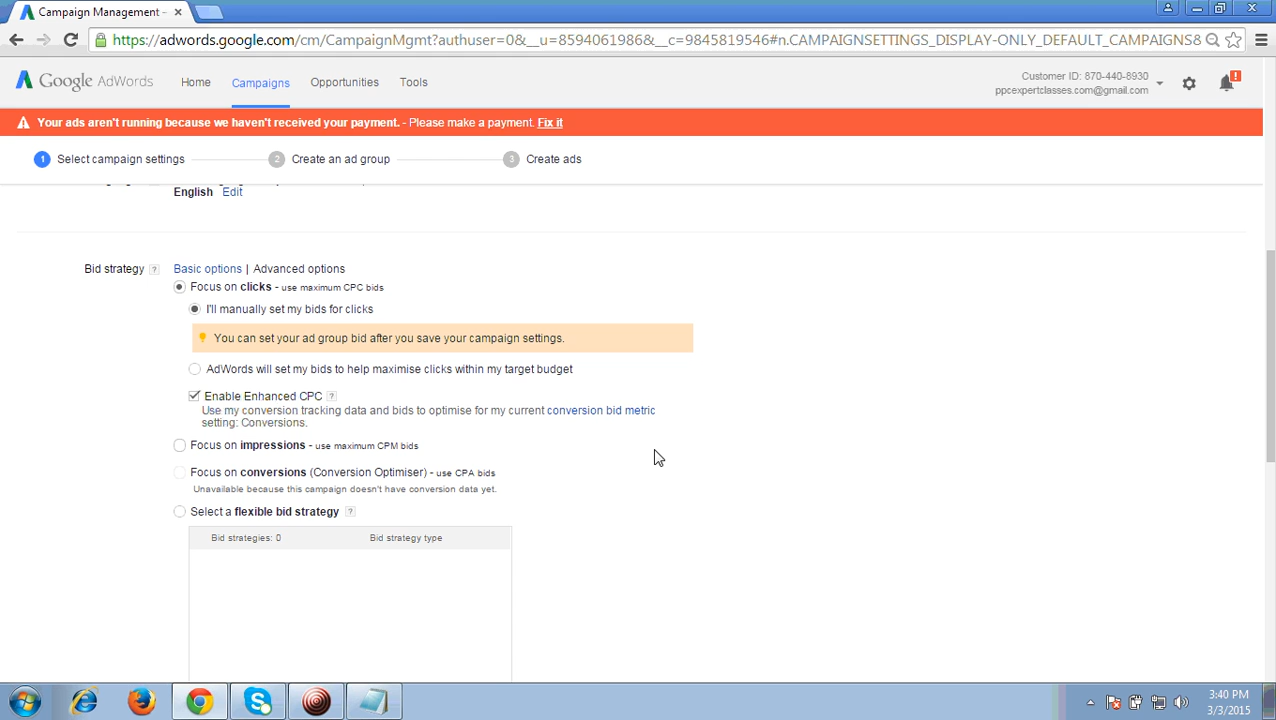 Campaign Management –
https://adwords.google.com/cm/CampaignMgmt?authuser=0&__u=8594061986&__c=9845819546#n.CAMPAIGNSETTINGS_DISPLAY-ONLY_DEFAULT_CAMPAIGNS&
Google AdWords
Home Campaigns Opportunities Tools
Customer ID: 870-440-8930
ppcexpertclasses.com@gmail.com
Your ads aren't running because we haven't received your payment. - Please make a payment. Fix it
1 Select campaign settings 2 Create an ad group 3 Create ads
English Edit
Bid strategy ? Basic options | Advanced options
Focus on clicks - use maximum CPC bids
I'll manually set my bids for clicks
You can set your ad group bid after you save your campaign settings.
AdWords will set my bids to help maximise clicks within my target budget
Enable Enhanced CPC ?
Use my conversion tracking data and bids to optimise for my current conversion bid metric
setting: Conversions.
Focus on impressions - use maximum CPM bids
Focus on conversions (Conversion Optimiser) - use CPA bids
Unavailable because this campaign doesn't have conversion data yet.
Select a flexible bid strategy ?
Bid strategies: 0 Bid strategy type
3:40 PM
3/3/2015